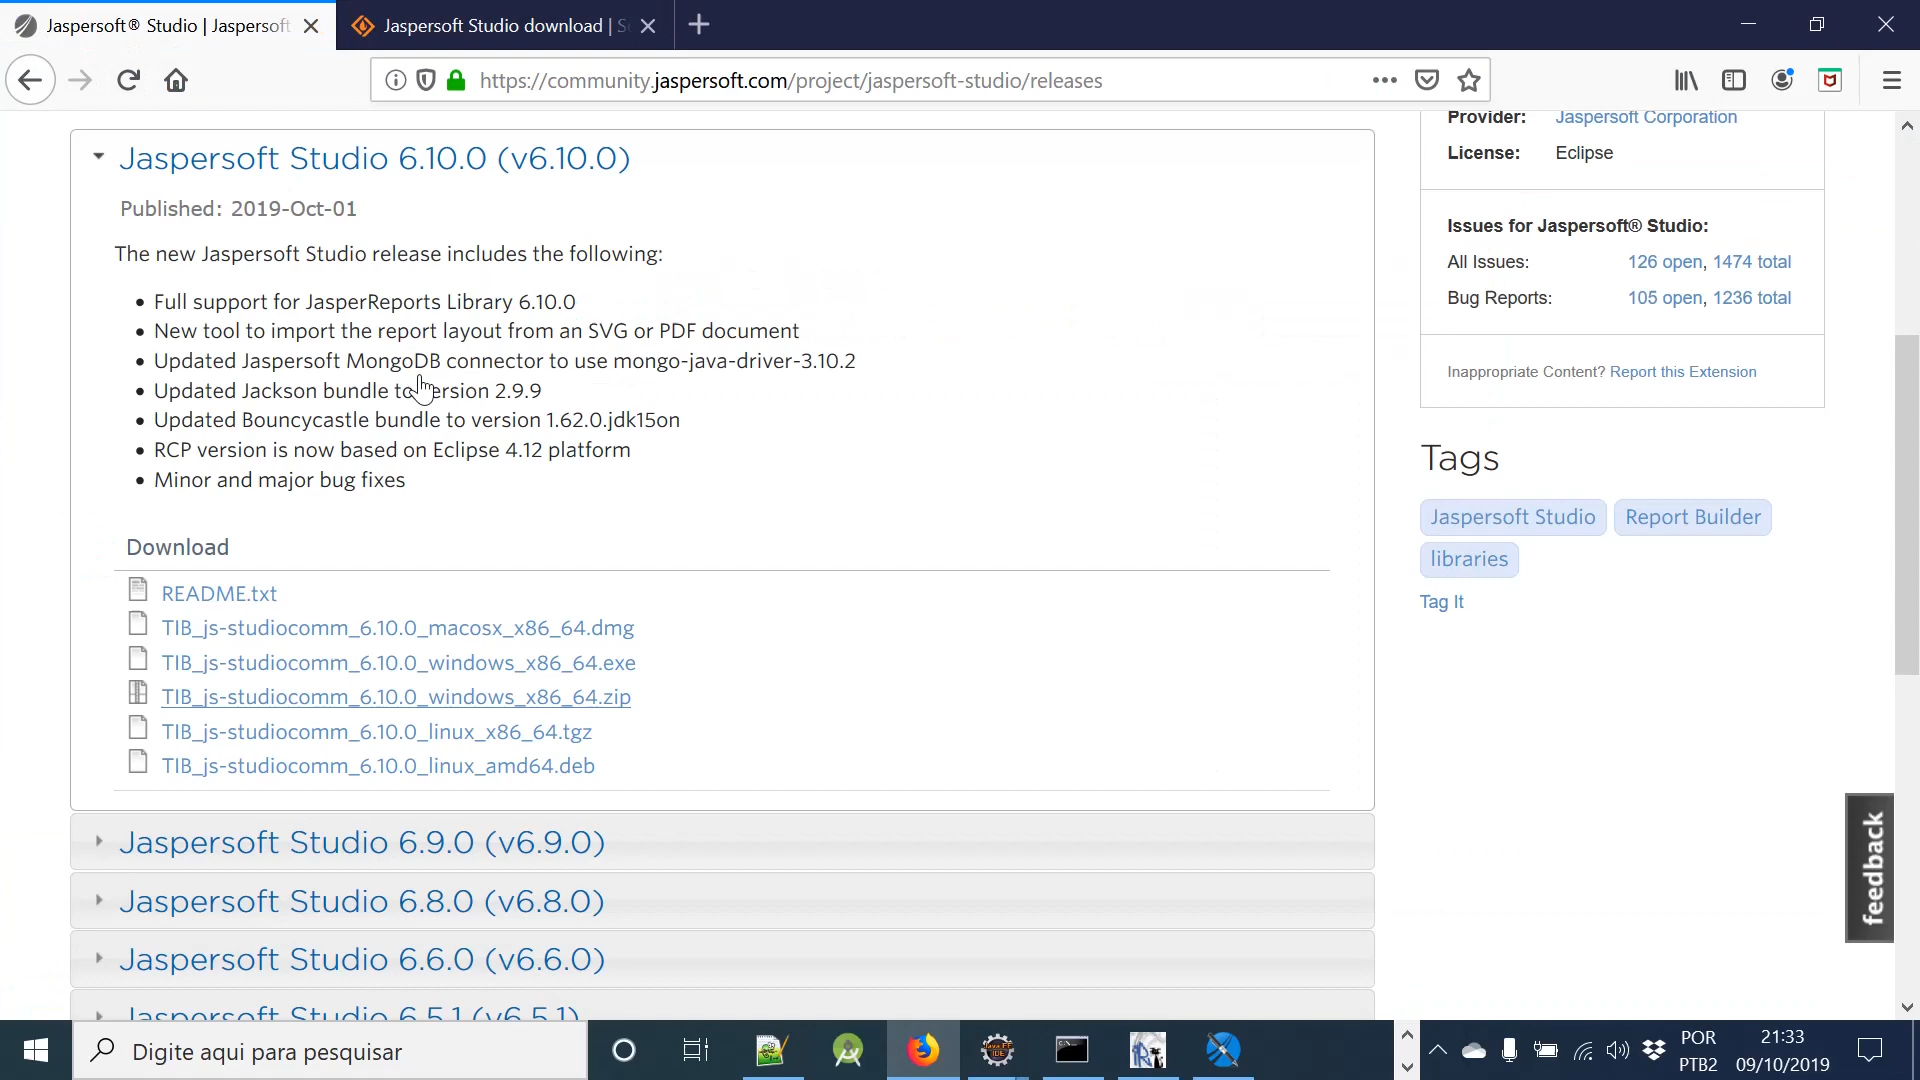 Jaspersoft® Studio | Jaspersoft
Jaspersoft Studio download | S
https://community.jaspersoft.com/project/jaspersoft-studio/releases
Jaspersoft Studio 6.10.0 (v6.10.0)
Published: 2019-Oct-01
The new Jaspersoft Studio release includes the following:
• Full support for JasperReports Library 6.10.0
• New tool to import the report layout from an SVG or PDF document
• Updated Jaspersoft MongoDB connector to use mongo-java-driver-3.10.2
• Updated Jackson bundle to version 2.9.9
• Updated Bouncycastle bundle to version 1.62.0.jdk15on
• RCP version is now based on Eclipse 4.12 platform
• Minor and major bug fixes
Download
README.txt
TIB_js-studiocomm_6.10.0_macosx_x86_64.dmg
TIB_js-studiocomm_6.10.0_windows_x86_64.exe
TIB_js-studiocomm_6.10.0_windows_x86_64.zip
TIB_js-studiocomm_6.10.0_linux_x86_64.tgz
TIB_js-studiocomm_6.10.0_linux_amd64.deb
Jaspersoft Studio 6.9.0 (v6.9.0)
Jaspersoft Studio 6.8.0 (v6.8.0)
Jaspersoft Studio 6.6.0 (v6.6.0)
Jaspersoft Studio 6.5.1 (v6.5.1)
Provider: Jaspersoft Corporation
License: Eclipse
Issues for Jaspersoft® Studio:
All Issues: 126 open, 1474 total
Bug Reports: 105 open, 1236 total
Inappropriate Content? Report this Extension
Tags
Jaspersoft Studio Report Builder
libraries
Tag It
feedback
Digite aqui para pesquisar
POR
PTB2
21:33
09/10/2019